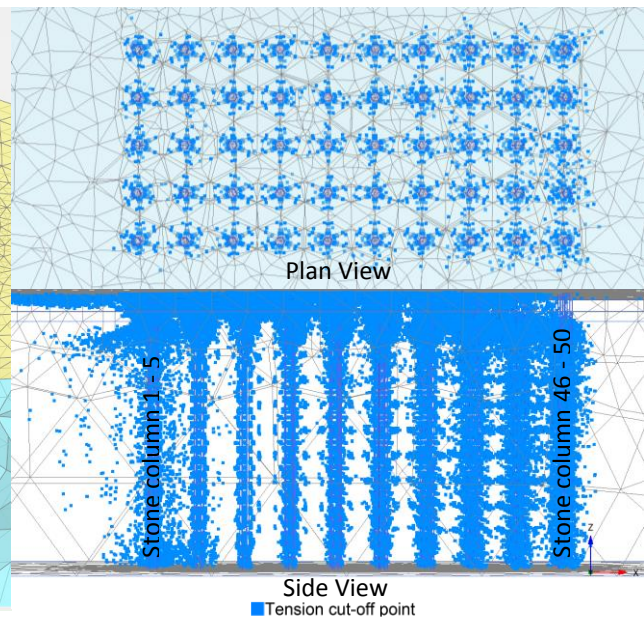 Plan View
Stone column 1 - 5
Stone column 46 - 50
z
x
Side View
Tension cut-off point